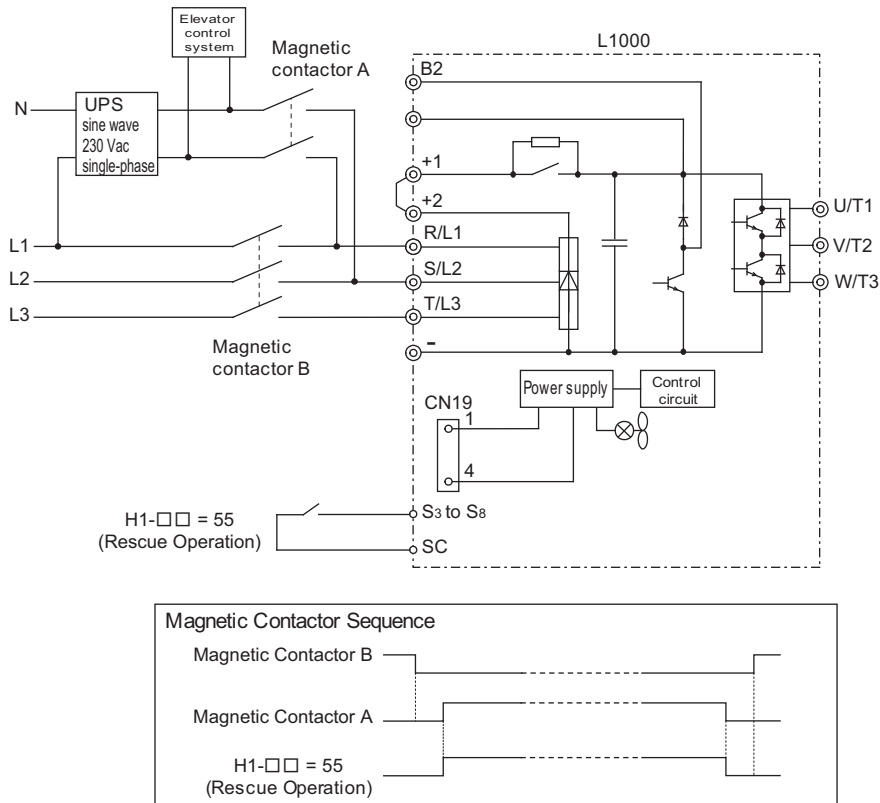 Elevator
control
system
Magnetic
contactor A
L1000
B2
N
UPS
sine wave
230 Vac
single-phase
+1
+2
U/T1
V/T2
W/T3
L1
R/L1
L2
S/L2
L3
T/L3
Magnetic
contactor B
-
CN19
1
4
Power supply
Control
circuit
H1-□□ = 55
(Rescue Operation)
S3 to S8
SC
Magnetic Contactor Sequence
Magnetic Contactor B
Magnetic Contactor A
H1-□□ = 55
(Rescue Operation)